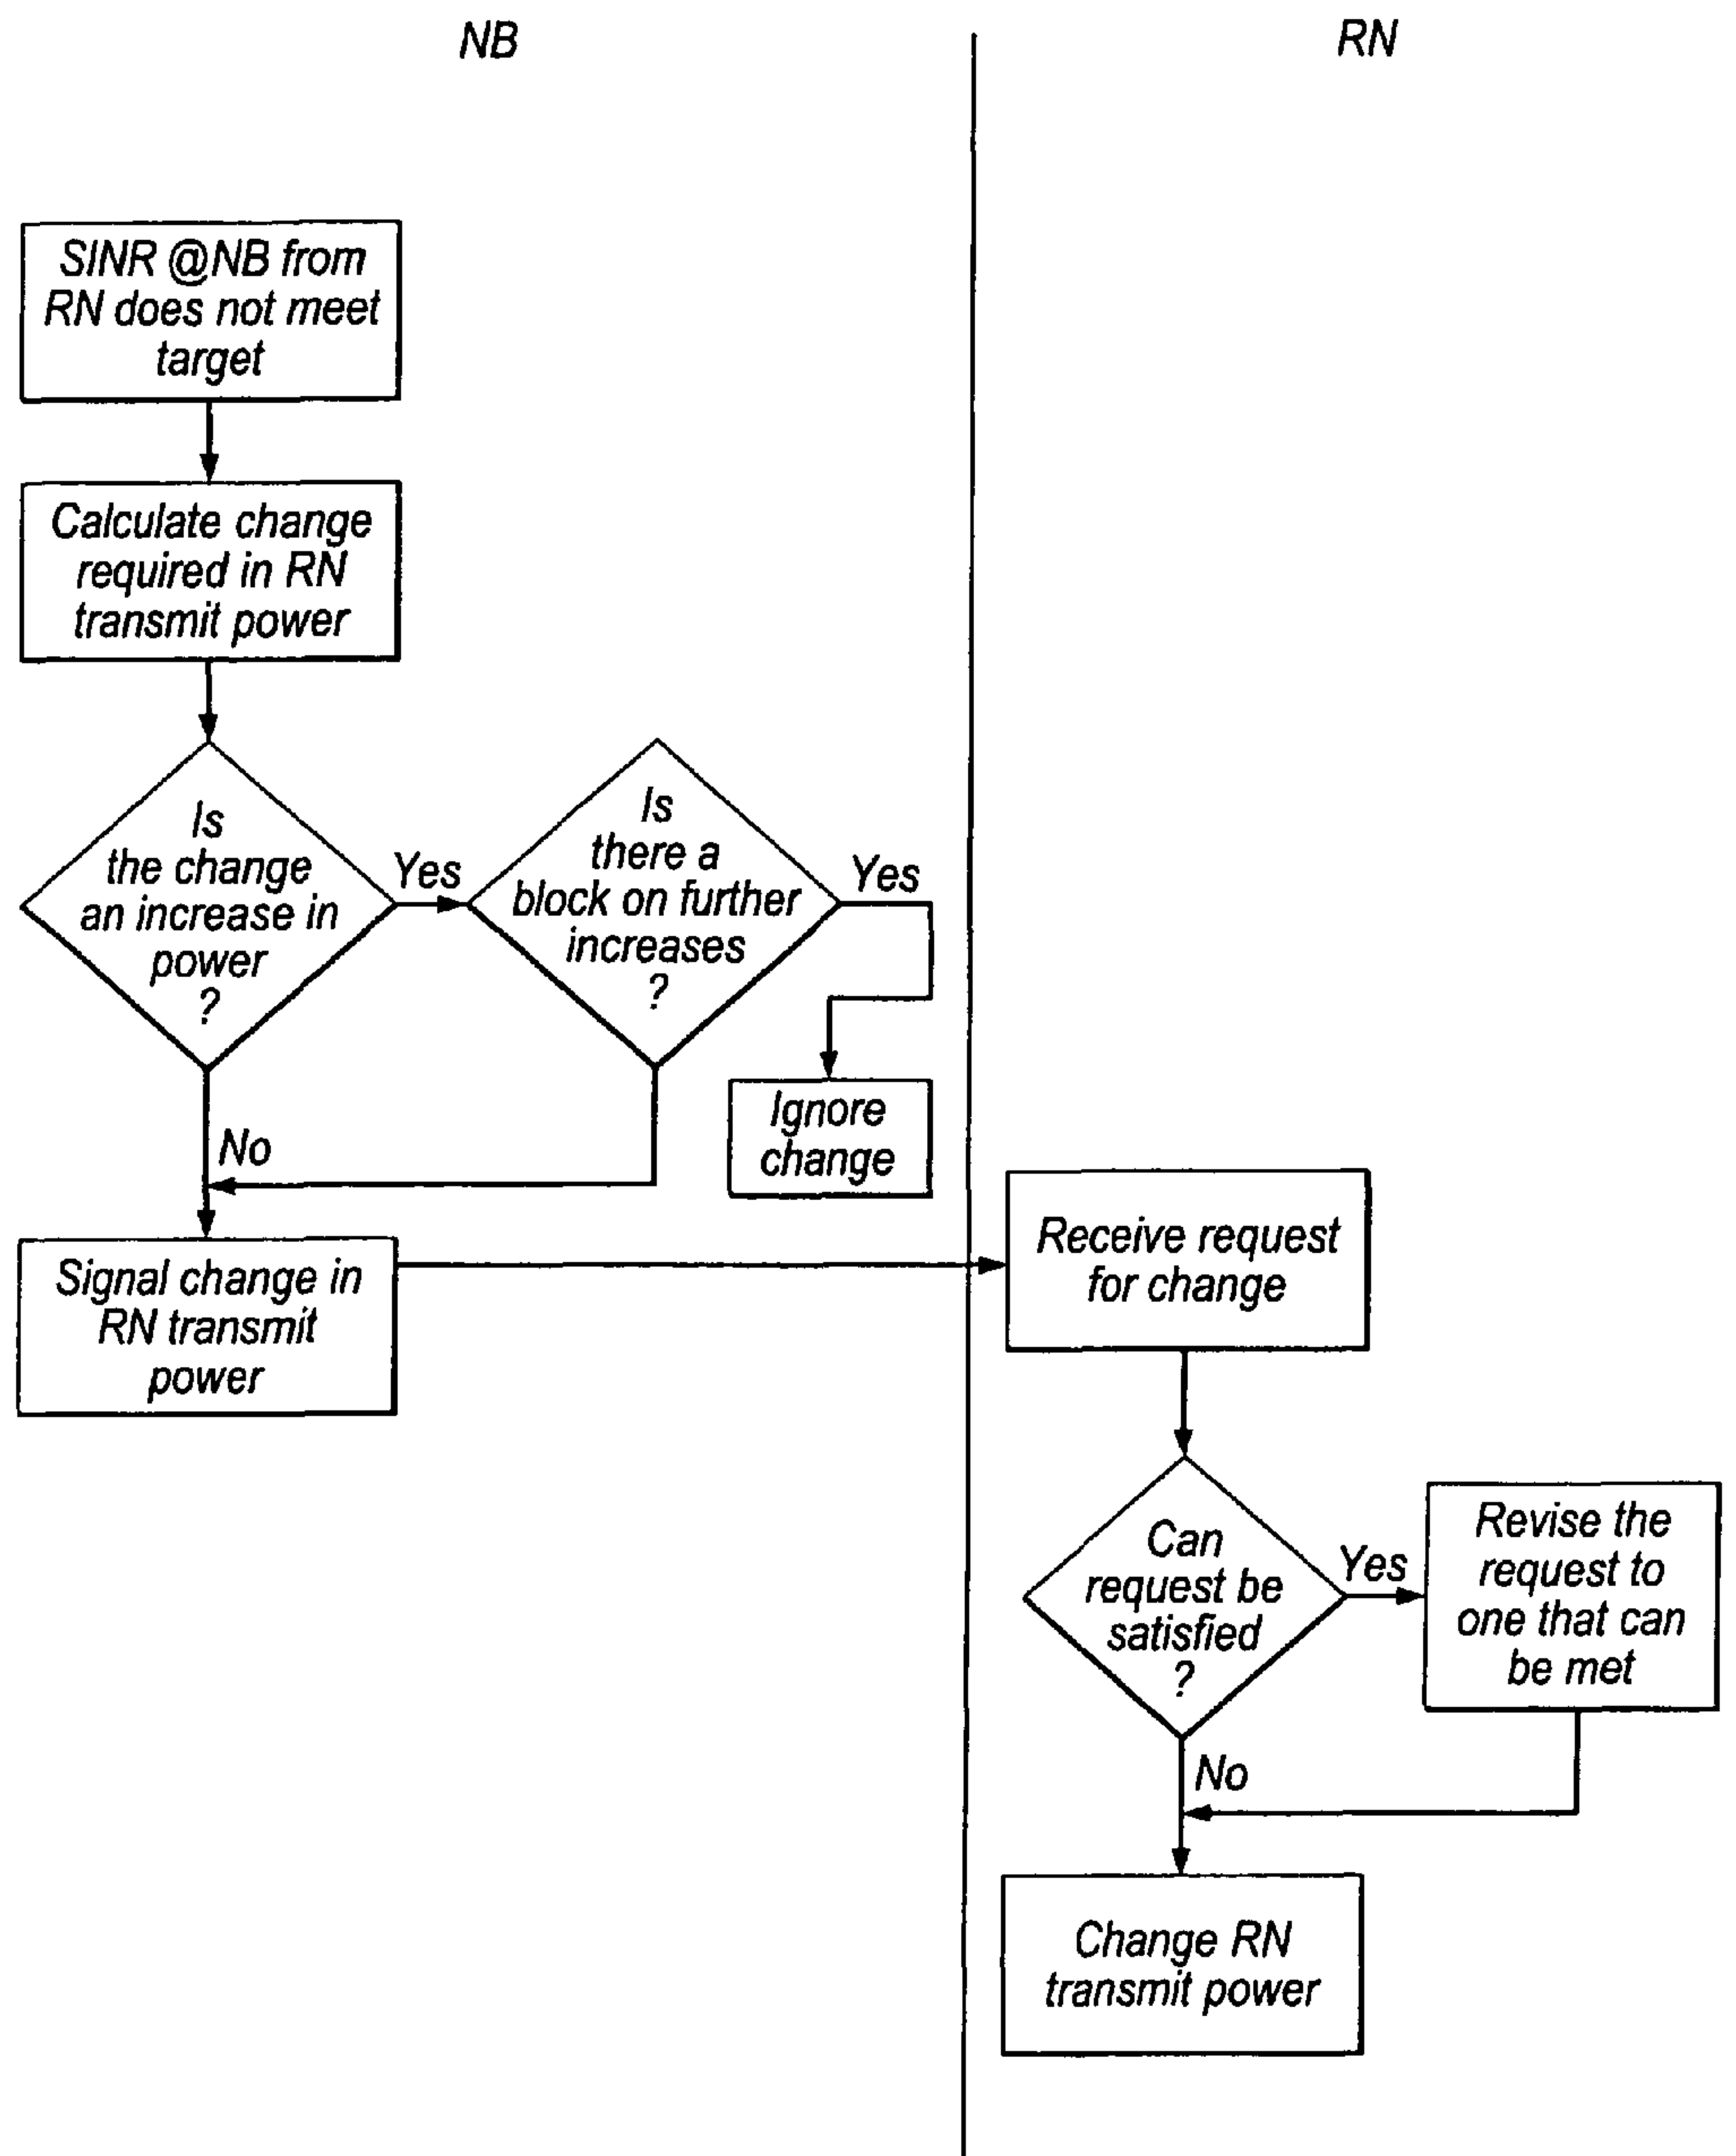 NB
RN
SINR @NB from
RN does not meet
target
Calculate change
required in RN
transmit power
Is
the change
an increase in
power
?
Yes
Is
there a
block on further
increases
?
Yes
Ignore
change
No
Signal change in
RN transmit
power
Receive request
for change
Can
request be
satisfied
?
Yes
Revise the
request to
one that can
be met
No
Change RN
transmit power